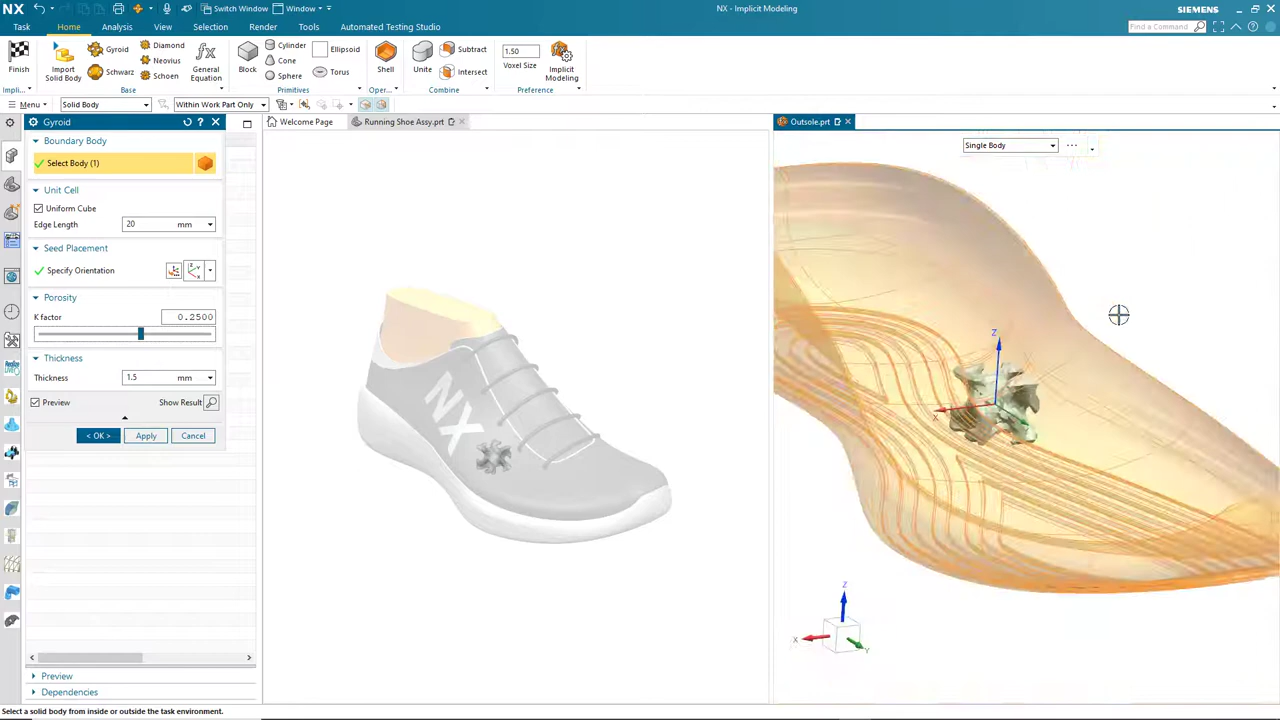 NX
Switch Window
Window
NX - Implicit Modeling
SIEMENS
Task
Home
Analysis
View
Selection
Render
Tools
Automated Testing Studio
Find a Command
Finish
Import
Solid Body
Gyroid
Schwarz
Diamond
Neovius
Schoen
General
Equation
Block
Cylinder
Cone
Sphere
Ellipsoid
Torus
Shell
Unite
Subtract
Intersect
1.50
Voxel Size
Implicit
Modeling
Impli...
Base
Primitives
Oper...
Combine
Preference
Menu
Solid Body
Within Work Part Only
Gyroid
Welcome Page
Running Shoe Assy.prt
Outsole.prt
Boundary Body
Select Body (1)
Single Body
Unit Cell
Uniform Cube
Edge Length
20
mm
Seed Placement
Specify Orientation
Porosity
K factor
0.2500
Thickness
Thickness
1.5
mm
Preview
Show Result
< OK >
Apply
Cancel
NX
Z
X
Z
X
Y
Preview
Dependencies
Select a solid body from inside or outside the task environment.